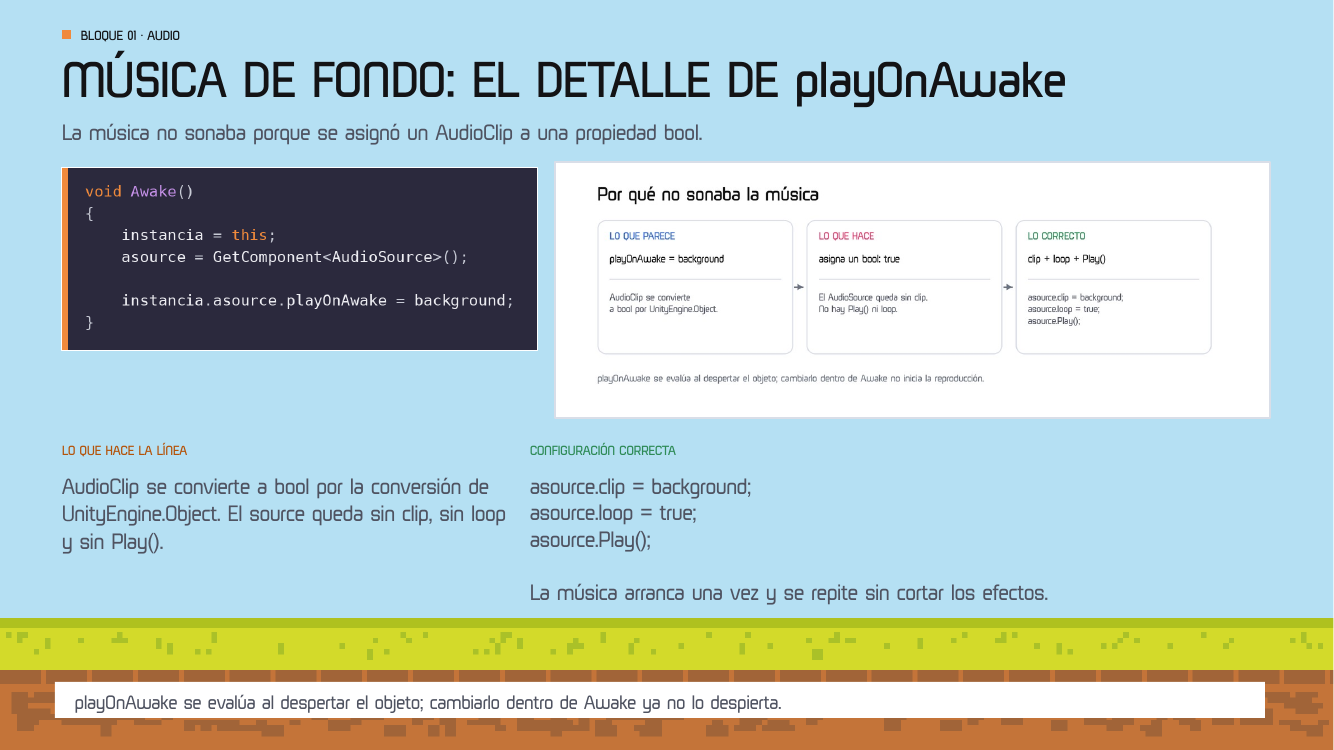 BLOQUE 01 · AUDIO
MÚSICA DE FONDO: EL DETALLE DE playOnAwake
La música no sonaba porque se asignó un AudioClip a una propiedad bool.
void Awake()
{
    instancia = this;
    asource = GetComponent<AudioSource>();
    instancia.asource.playOnAwake = background;
}
Por qué no sonaba la música
LO QUE PARECE
playOnAwake = background
AudioClip se convierte
a bool por UnityEngine.Object.
LO QUE HACE
asigna un bool: true
El AudioSource queda sin clip.
No hay Play() ni loop.
LO CORRECTO
clip + loop + Play()
asource.clip = background;
asource.loop = true;
asource.Play();
playOnAwake se evalúa al despertar el objeto; cambiarlo dentro de Awake no inicia la reproducción.
LO QUE HACE LA LÍNEA
AudioClip se convierte a bool por la conversión de
UnityEngine.Object. El source queda sin clip, sin loop
y sin Play().
CONFIGURACIÓN CORRECTA
asource.clip = background;
asource.loop = true;
asource.Play();
La música arranca una vez y se repite sin cortar los efectos.
playOnAwake se evalúa al despertar el objeto; cambiarlo dentro de Awake ya no lo despierta.